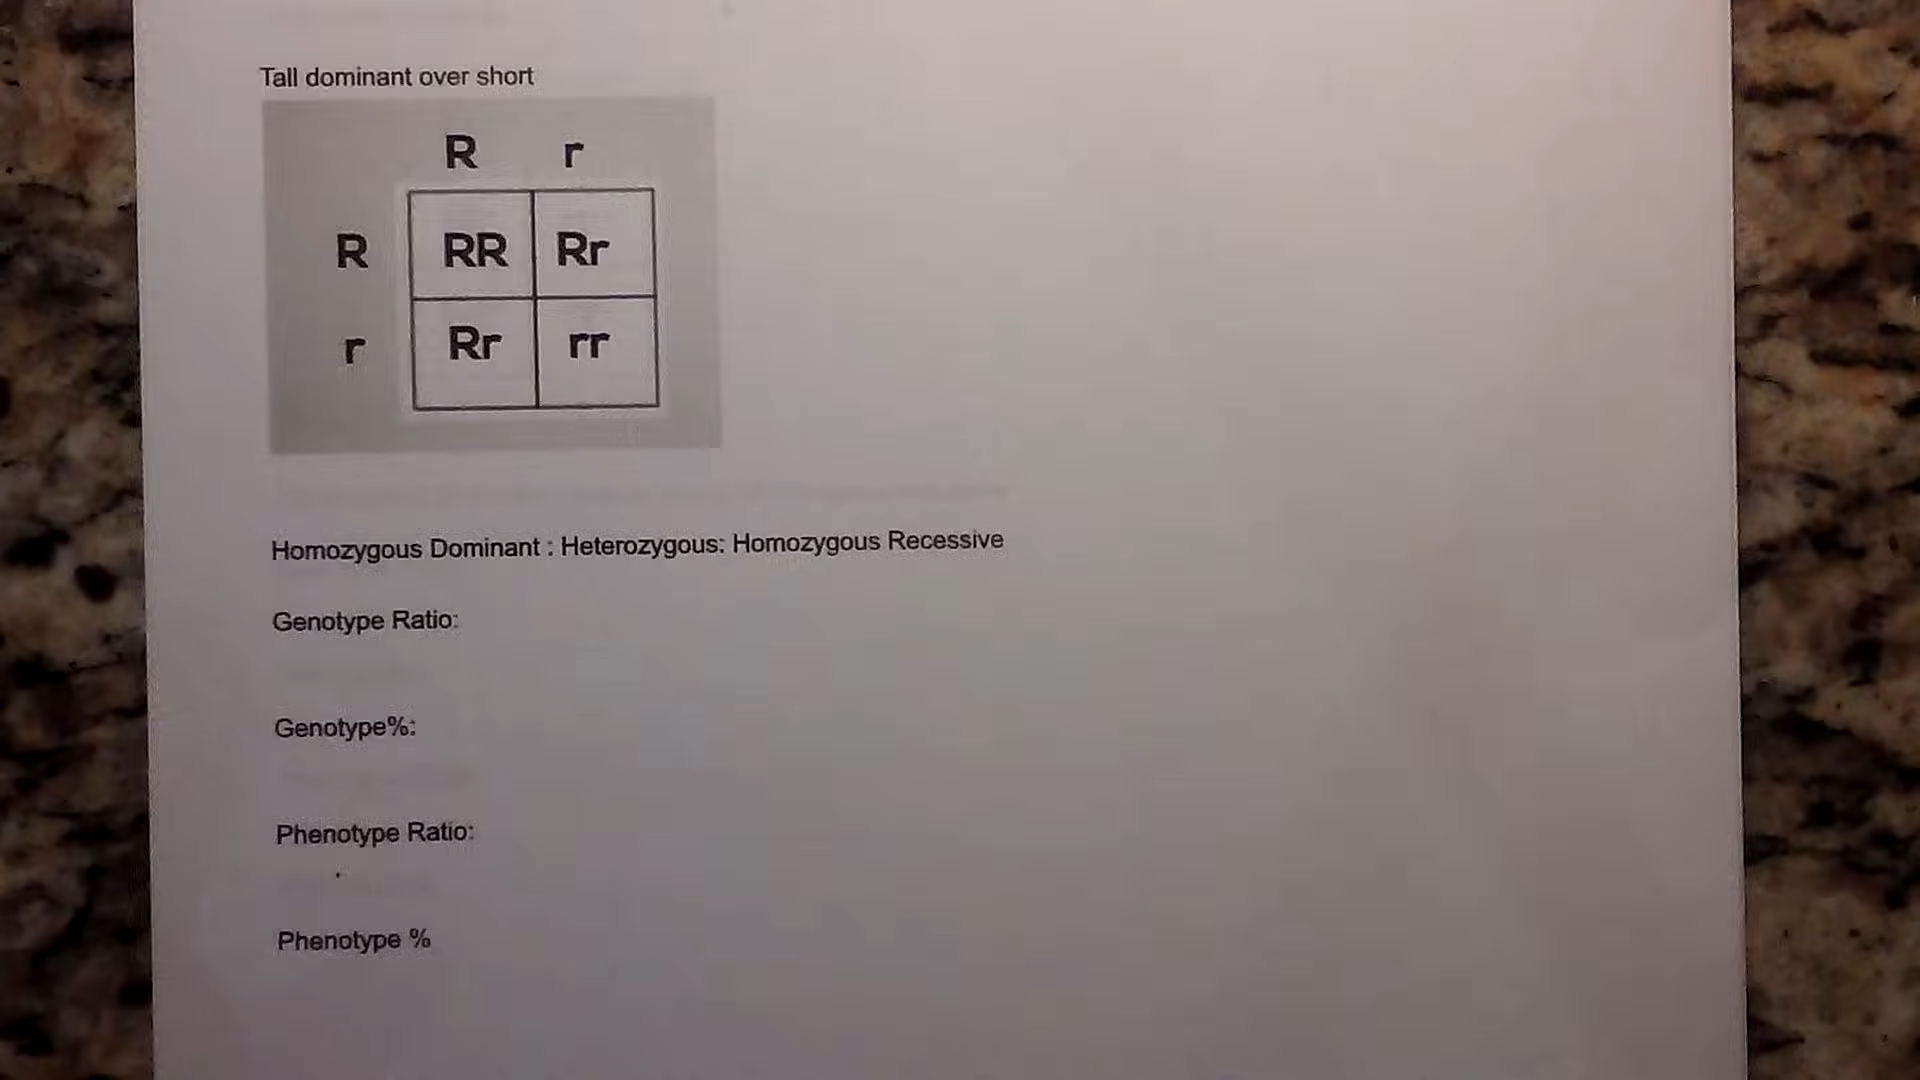 Tall dominant over short
R r
R RR Rr
r Rr rr
Homozygous Dominant : Heterozygous: Homozygous Recessive
Genotype Ratio:
Genotype%:
Phenotype Ratio:
Phenotype %